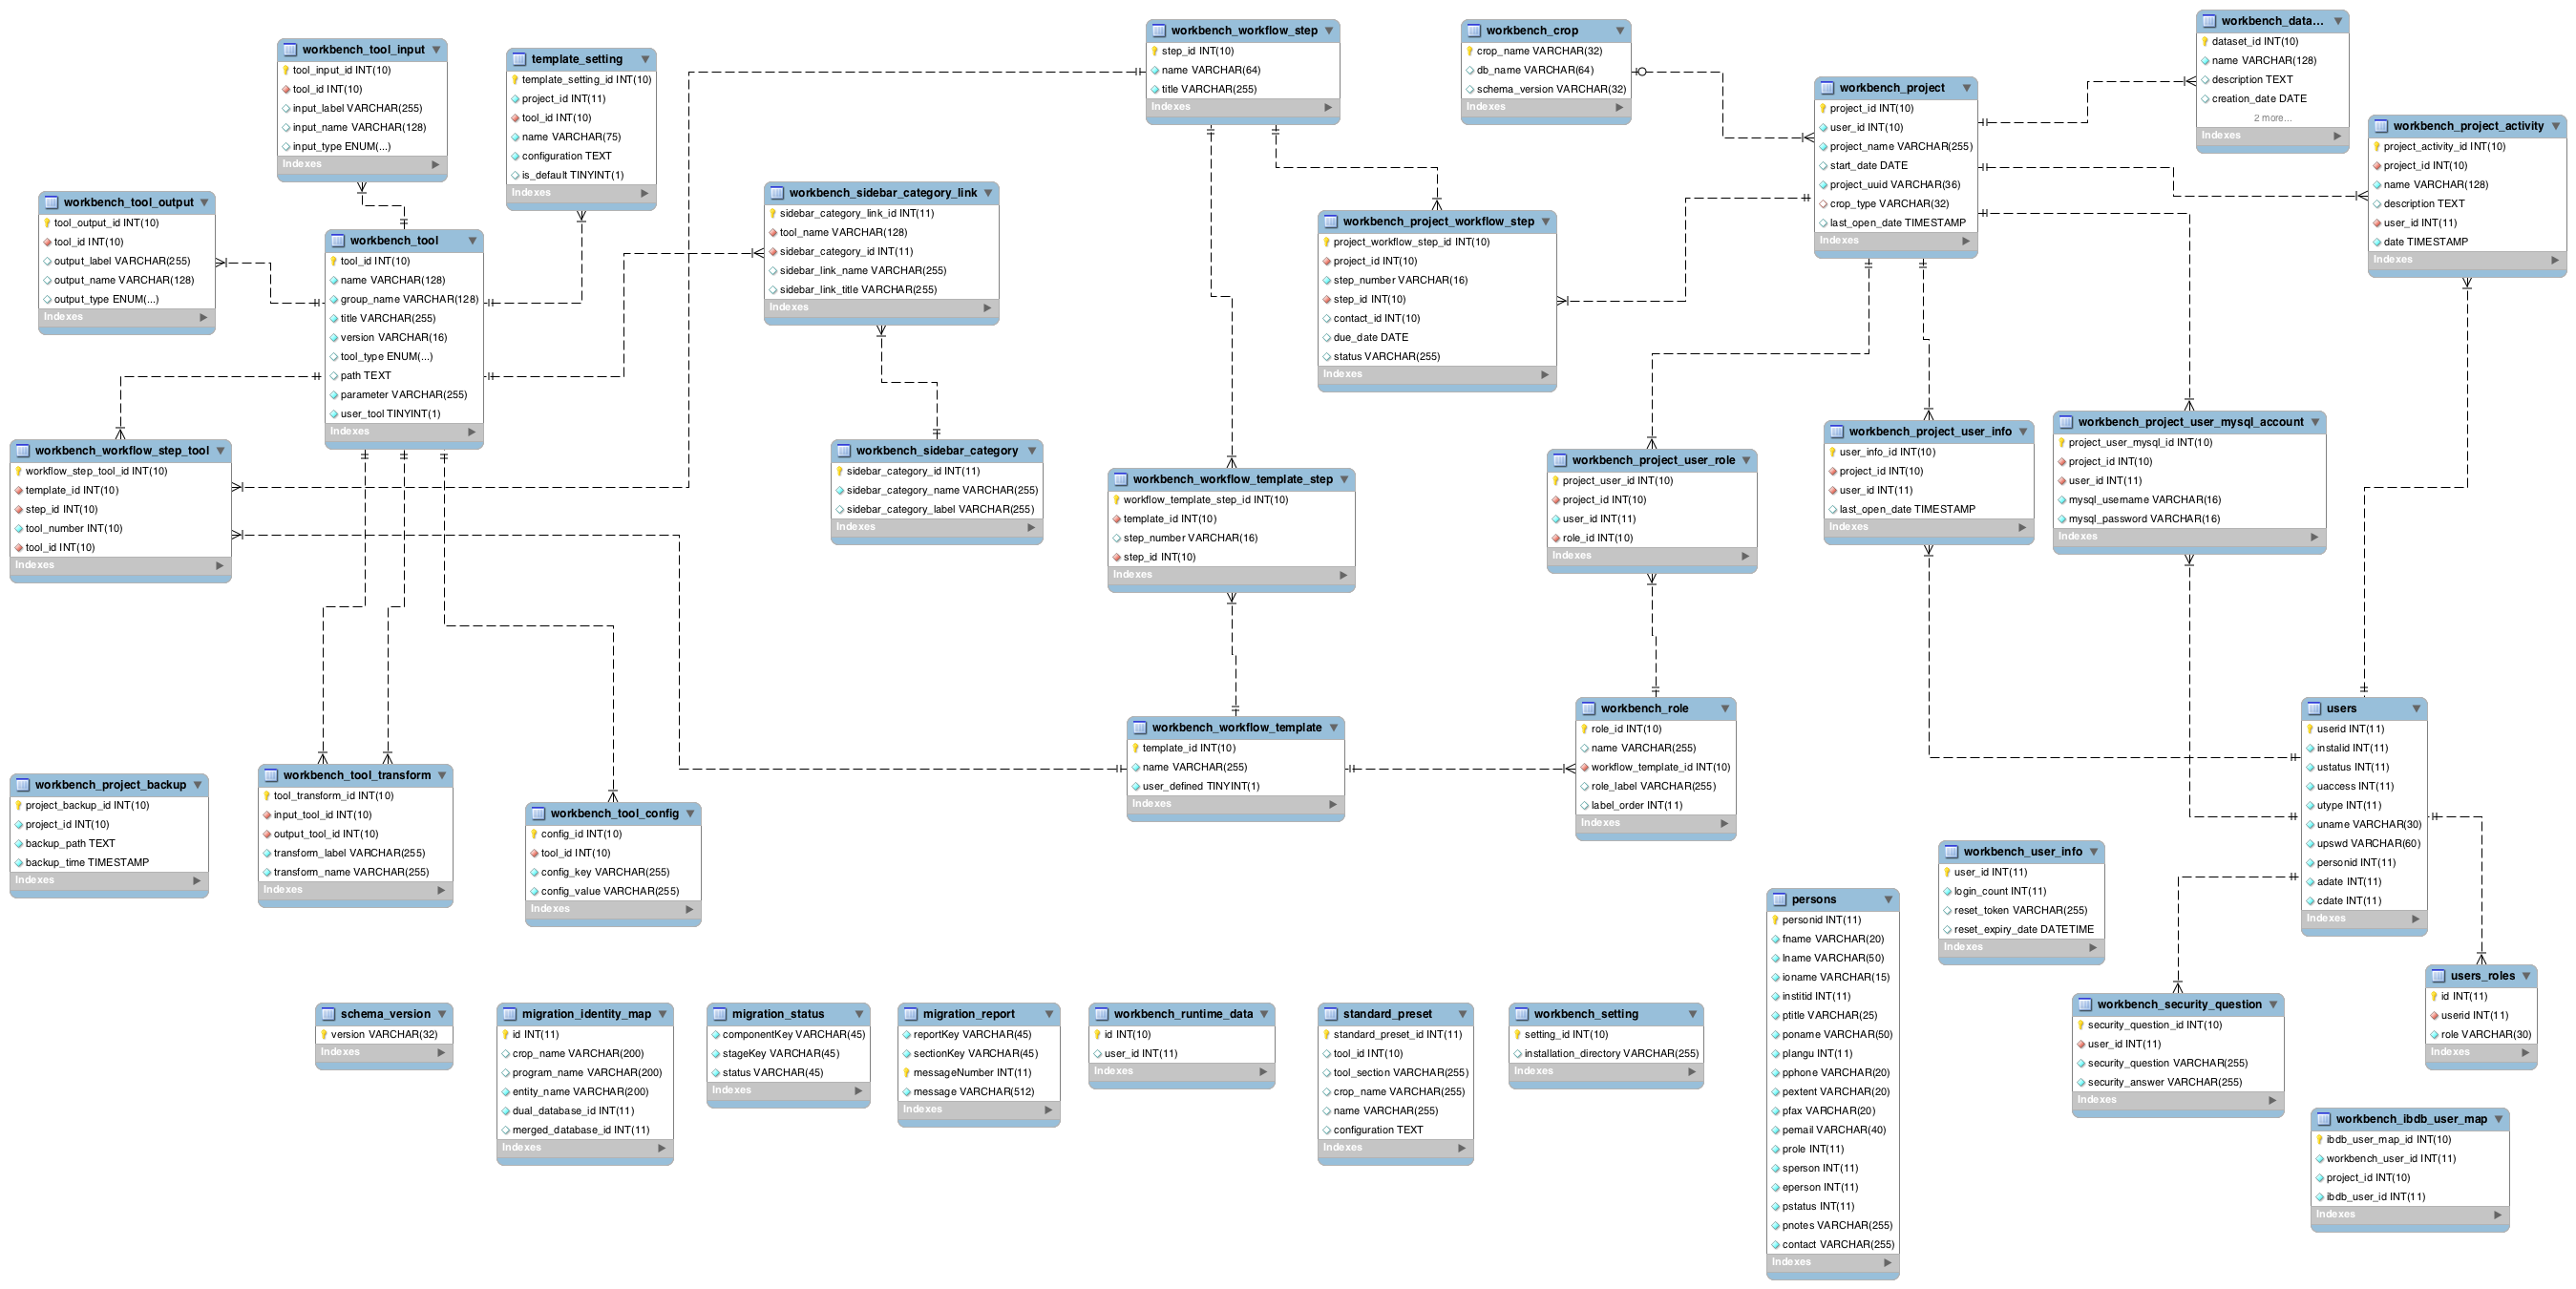 workbench_tool_input
tool_input_id INT(10)
tool_id INT(10)
input_label VARCHAR(255)
input_name VARCHAR(128)
input_type ENUM(...)
Indexes
template_setting
template_setting_id INT(10)
project_id INT(11)
tool_id INT(10)
name VARCHAR(75)
configuration TEXT
is_default TINYINT(1)
Indexes
workbench_workflow_step
step_id INT(10)
name VARCHAR(64)
title VARCHAR(255)
Indexes
workbench_crop
crop_name VARCHAR(32)
db_name VARCHAR(64)
schema_version VARCHAR(32)
Indexes
workbench_project
project_id INT(10)
user_id INT(10)
project_name VARCHAR(255)
start_date DATE
project_uuid VARCHAR(36)
crop_type VARCHAR(32)
last_open_date TIMESTAMP
Indexes
workbench_data...
dataset_id INT(10)
name VARCHAR(128)
description TEXT
creation_date DATE
2 more...
Indexes
workbench_project_activity
project_activity_id INT(10)
project_id INT(10)
name VARCHAR(128)
description TEXT
user_id INT(11)
date TIMESTAMP
Indexes
workbench_tool_output
tool_output_id INT(10)
tool_id INT(10)
output_label VARCHAR(255)
output_name VARCHAR(128)
output_type ENUM(...)
Indexes
workbench_tool
tool_id INT(10)
name VARCHAR(128)
group_name VARCHAR(128)
title VARCHAR(255)
version VARCHAR(16)
tool_type ENUM(...)
path TEXT
parameter VARCHAR(255)
user_tool TINYINT(1)
Indexes
workbench_sidebar_category_link
sidebar_category_link_id INT(11)
tool_name VARCHAR(128)
sidebar_category_id INT(11)
sidebar_link_name VARCHAR(255)
sidebar_link_title VARCHAR(255)
Indexes
workbench_project_workflow_step
project_workflow_step_id INT(10)
project_id INT(10)
step_number VARCHAR(16)
step_id INT(10)
contact_id INT(10)
due_date DATE
status VARCHAR(255)
Indexes
workbench_workflow_step_tool
workflow_step_tool_id INT(10)
template_id INT(10)
step_id INT(10)
tool_number INT(10)
tool_id INT(10)
Indexes
workbench_sidebar_category
sidebar_category_id INT(11)
sidebar_category_name VARCHAR(255)
sidebar_category_label VARCHAR(255)
Indexes
workbench_workflow_template_step
workflow_template_step_id INT(10)
template_id INT(10)
step_number VARCHAR(16)
step_id INT(10)
Indexes
workbench_project_user_role
project_user_id INT(10)
project_id INT(10)
user_id INT(11)
role_id INT(10)
Indexes
workbench_project_user_info
user_info_id INT(10)
project_id INT(10)
user_id INT(11)
last_open_date TIMESTAMP
Indexes
workbench_project_user_mysql_account
project_user_mysql_id INT(10)
project_id INT(10)
user_id INT(11)
mysql_username VARCHAR(16)
mysql_password VARCHAR(16)
Indexes
workbench_project_backup
project_backup_id INT(10)
project_id INT(10)
backup_path TEXT
backup_time TIMESTAMP
Indexes
workbench_tool_transform
tool_transform_id INT(10)
input_tool_id INT(10)
output_tool_id INT(10)
transform_label VARCHAR(255)
transform_name VARCHAR(255)
Indexes
workbench_tool_config
config_id INT(10)
tool_id INT(10)
config_key VARCHAR(255)
config_value VARCHAR(255)
Indexes
workbench_workflow_template
template_id INT(10)
name VARCHAR(255)
user_defined TINYINT(1)
Indexes
workbench_role
role_id INT(10)
name VARCHAR(255)
workflow_template_id INT(10)
role_label VARCHAR(255)
label_order INT(11)
Indexes
users
userid INT(11)
instalid INT(11)
ustatus INT(11)
uaccess INT(11)
utype INT(11)
uname VARCHAR(30)
upswd VARCHAR(60)
personid INT(11)
adate INT(11)
cdate INT(11)
Indexes
workbench_user_info
user_id INT(11)
login_count INT(11)
reset_token VARCHAR(255)
reset_expiry_date DATETIME
Indexes
persons
personid INT(11)
fname VARCHAR(20)
lname VARCHAR(50)
ioname VARCHAR(15)
institid INT(11)
ptitle VARCHAR(25)
poname VARCHAR(50)
plangu INT(11)
pphone VARCHAR(20)
pextent VARCHAR(20)
pfax VARCHAR(20)
pemail VARCHAR(40)
prole INT(11)
sperson INT(11)
eperson INT(11)
pstatus INT(11)
pnotes VARCHAR(255)
contact VARCHAR(255)
Indexes
users_roles
id INT(11)
userid INT(11)
role VARCHAR(30)
Indexes
workbench_security_question
security_question_id INT(10)
user_id INT(11)
security_question VARCHAR(255)
security_answer VARCHAR(255)
Indexes
schema_version
version VARCHAR(32)
Indexes
migration_identity_map
id INT(11)
crop_name VARCHAR(200)
program_name VARCHAR(200)
entity_name VARCHAR(200)
dual_database_id INT(11)
merged_database_id INT(11)
Indexes
migration_status
componentKey VARCHAR(45)
stageKey VARCHAR(45)
status VARCHAR(45)
Indexes
migration_report
reportKey VARCHAR(45)
sectionKey VARCHAR(45)
messageNumber INT(11)
message VARCHAR(512)
Indexes
workbench_runtime_data
id INT(10)
user_id INT(11)
Indexes
standard_preset
standard_preset_id INT(11)
tool_id INT(10)
tool_section VARCHAR(255)
crop_name VARCHAR(255)
name VARCHAR(255)
configuration TEXT
Indexes
workbench_setting
setting_id INT(10)
installation_directory VARCHAR(255)
Indexes
workbench_ibdb_user_map
ibdb_user_map_id INT(10)
workbench_user_id INT(11)
project_id INT(10)
ibdb_user_id INT(11)
Indexes